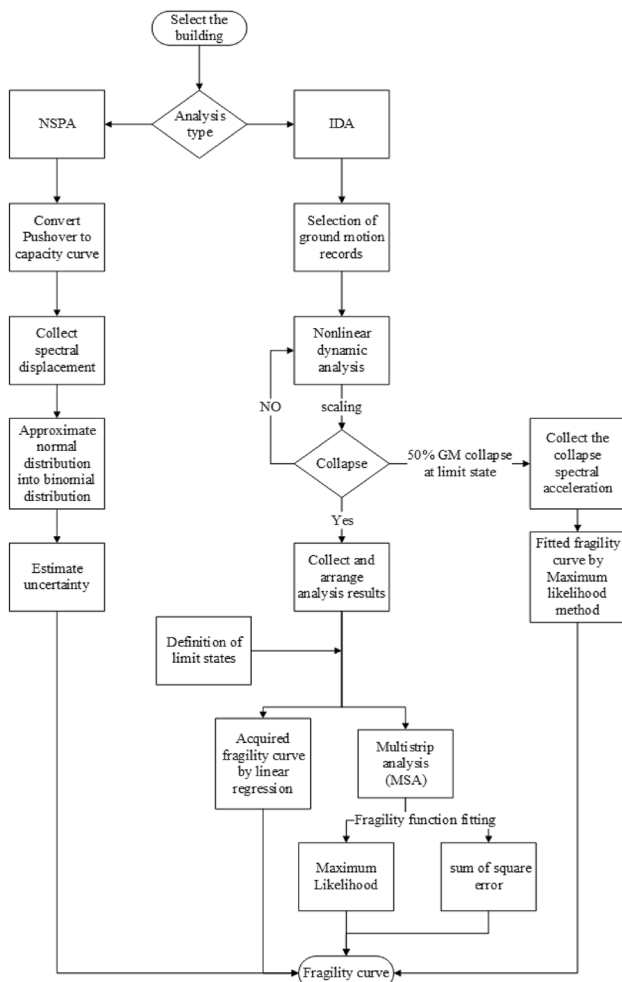 Select the
building
NSPA
Analysis
type
IDA
Convert
Pushover to
capacity curve
Selection of
ground motion
records
Collect
spectral
displacement
Nonlinear
dynamic
analysis
NO
scaling
Approximate
normal
distribution
into binomial
distribution
Collapse
50% GM collapse
at limit state
Collect the
collapse
spectral
acceleration
Yes
Estimate
uncertainty
Collect and
arrange
analysis results
Fitted fragility
curve by
Maximum
likelihood
method
Definition of
limit states
Acquired
fragility curve
by linear
regression
Multistrip
analysis
(MSA)
Fragility function fitting
Maximum
Likelihood
sum of square
error
Fragility curve